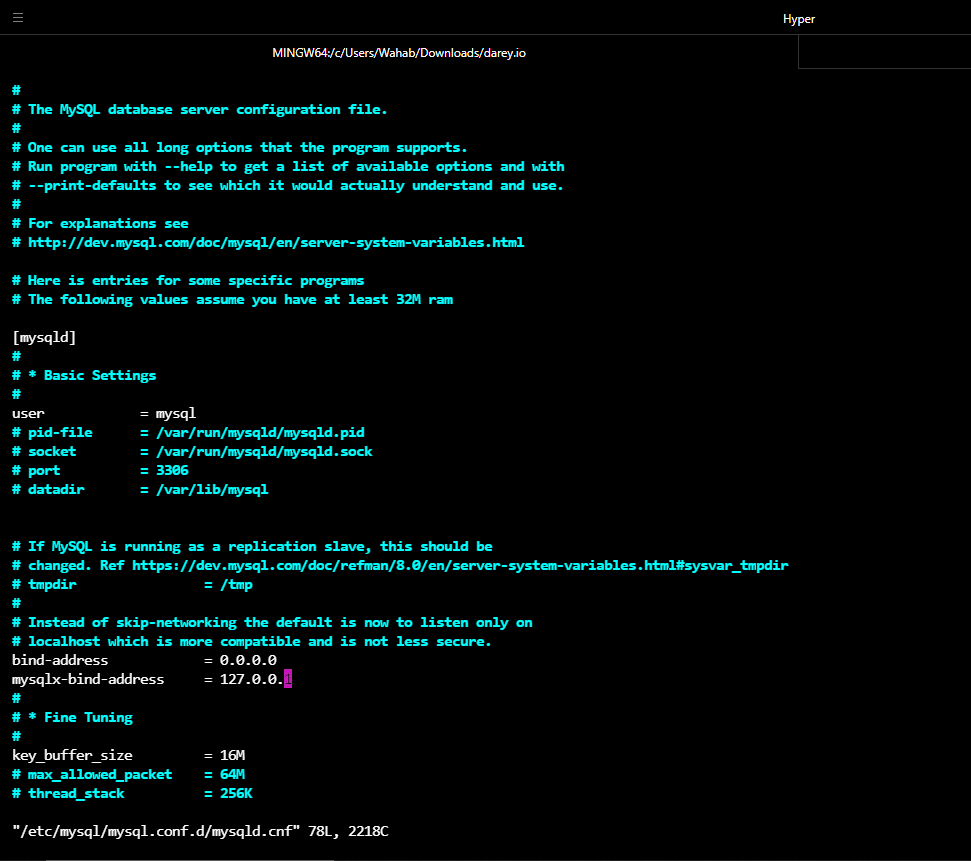 Hyper
MINGW64:/c/Users/Wahab/Downloads/darey.io
#
# The MySQL database server configuration file.
#
# One can use all long options that the program supports.
# Run program with --help to get a list of available options and with
# --print-defaults to see which it would actually understand and use.
#
# For explanations see
# http://dev.mysql.com/doc/mysql/en/server-system-variables.html

# Here is entries for some specific programs
# The following values assume you have at least 32M ram

[mysqld]
#
# * Basic Settings
#
user            = mysql
# pid-file      = /var/run/mysqld/mysqld.pid
# socket        = /var/run/mysqld/mysqld.sock
# port          = 3306
# datadir       = /var/lib/mysql


# If MySQL is running as a replication slave, this should be
# changed. Ref https://dev.mysql.com/doc/refman/8.0/en/server-system-variables.html#sysvar_tmpdir
# tmpdir                = /tmp
#
# Instead of skip-networking the default is now to listen only on
# localhost which is more compatible and is not less secure.
bind-address            = 0.0.0.0
mysqlx-bind-address     = 127.0.0.1
#
# * Fine Tuning
#
key_buffer_size         = 16M
# max_allowed_packet    = 64M
# thread_stack          = 256K

"/etc/mysql/mysql.conf.d/mysqld.cnf" 78L, 2218C